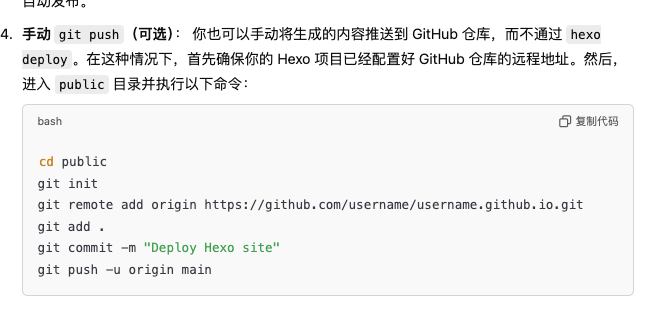 自动发布。
4. 手动 git push（可选）： 你也可以手动将生成的内容推送到 GitHub 仓库，而不通过 hexo
deploy 。在这种情况下，首先确保你的 Hexo 项目已经配置好 GitHub 仓库的远程地址。然后，
进入 public 目录并执行以下命令：
bash 复制代码
cd public
git init
git remote add origin https://github.com/username/username.github.io.git
git add .
git commit -m "Deploy Hexo site"
git push -u origin main